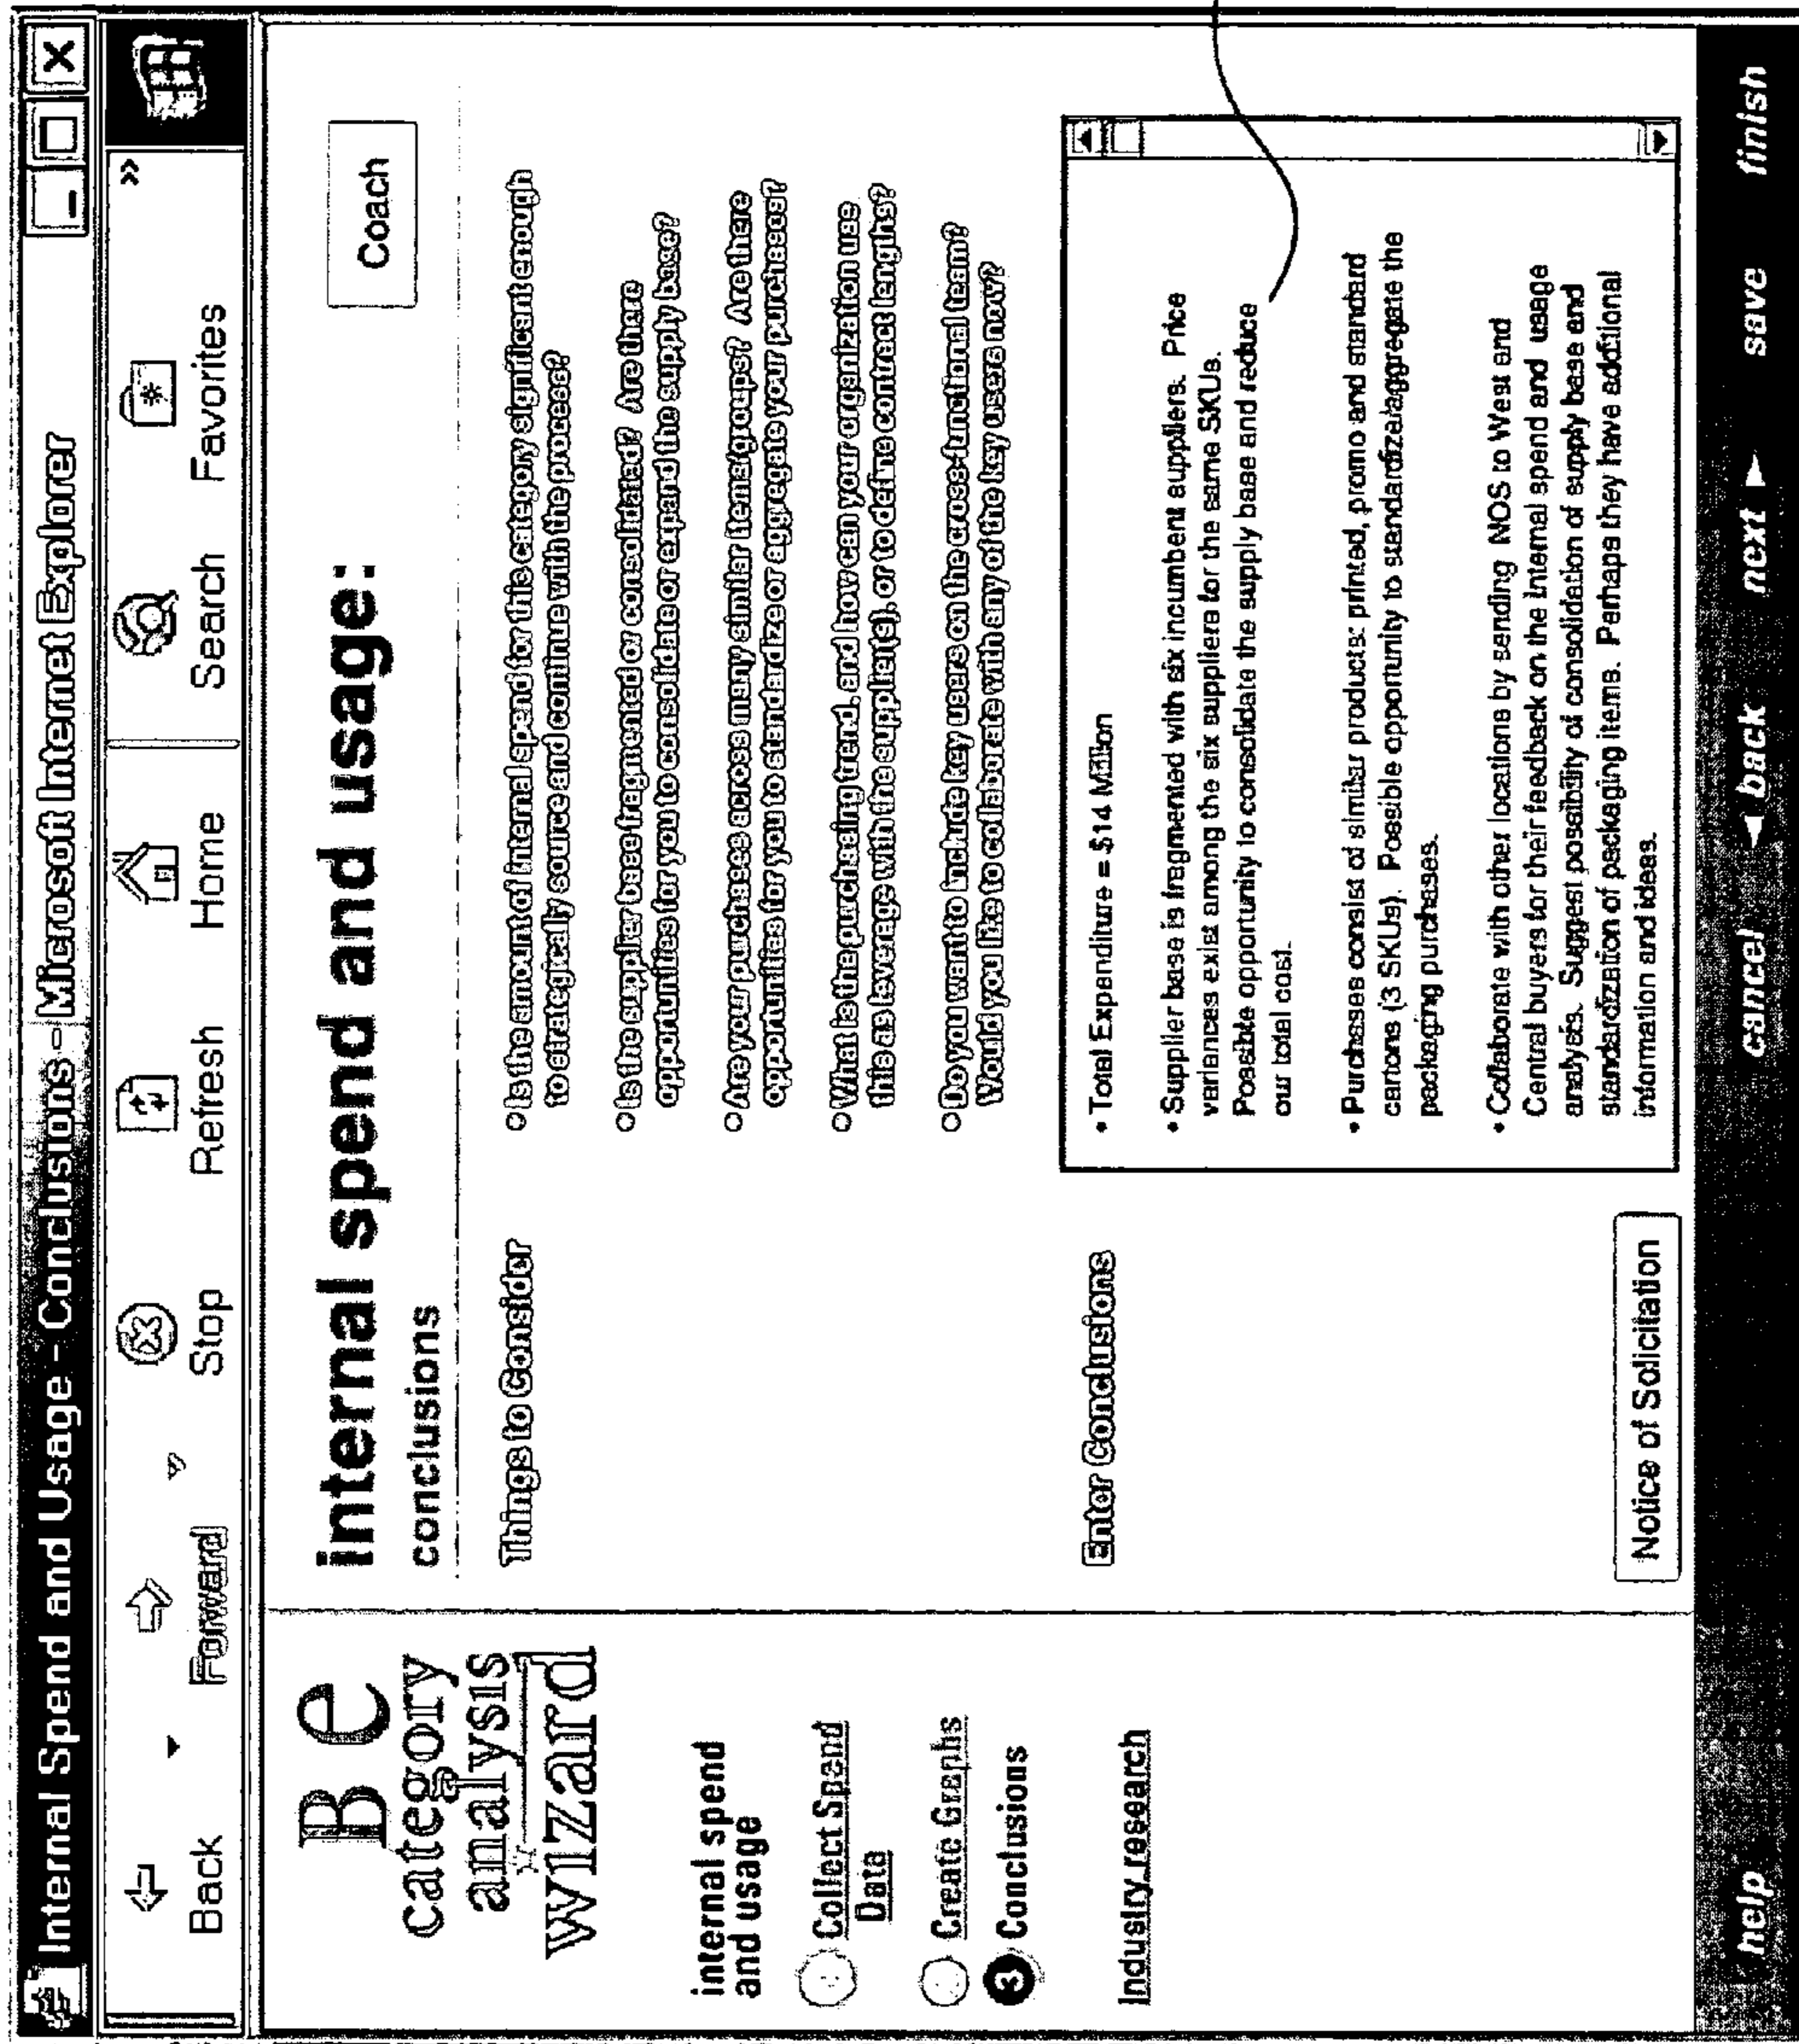 Internal Spend and Usage - Conclusions - Microsoft Internet Explorer
Back Forward Stop Refresh Home Search Favorites »
B e
category
analysis
wizard
internal spend
and usage
Collect Spend
Data
Create Graphs
3 Conclusions
Industry research
internal spend and usage:
conclusions
Coach
Things to Consider
Is the amount of internal spend for this category significant enough
to strategically source and continue with the process?
Is the supplier base fragmented or consolidated? Are there
opportunities for you to consolidate or expand the supply base?
Are your purchases across many similar items/groups? Are there
opportunities for you to standardize or aggregate your purchases?
What is the purchasing trend, and how can your organization use
this as leverage with the supplier(s), or to define contract lengths?
Do you want to include key users on the cross-functional team?
Would you like to collaborate with any of the key users now?
Enter Conclusions
• Total Expenditure = $14 Million
• Supplier base is fragmented with six incumbent suppliers. Price
variances exist among the six suppliers for the same SKUs.
Possible opportunity to consolidate the supply base and reduce
our total cost.
• Purchases consist of similar products: printed, promo and standard
cartons (3 SKUs). Possible opportunity to standardize/aggregate the
packaging purchases.
• Collaborate with other locations by sending NOS to West and
Central buyers for their feedback on the internal spend and usage
analysis. Suggest possibility of consolidation of supply base and
standardization of packaging items. Perhaps they have additional
information and ideas.
Notice of Solicitation
help cancel back next save finish